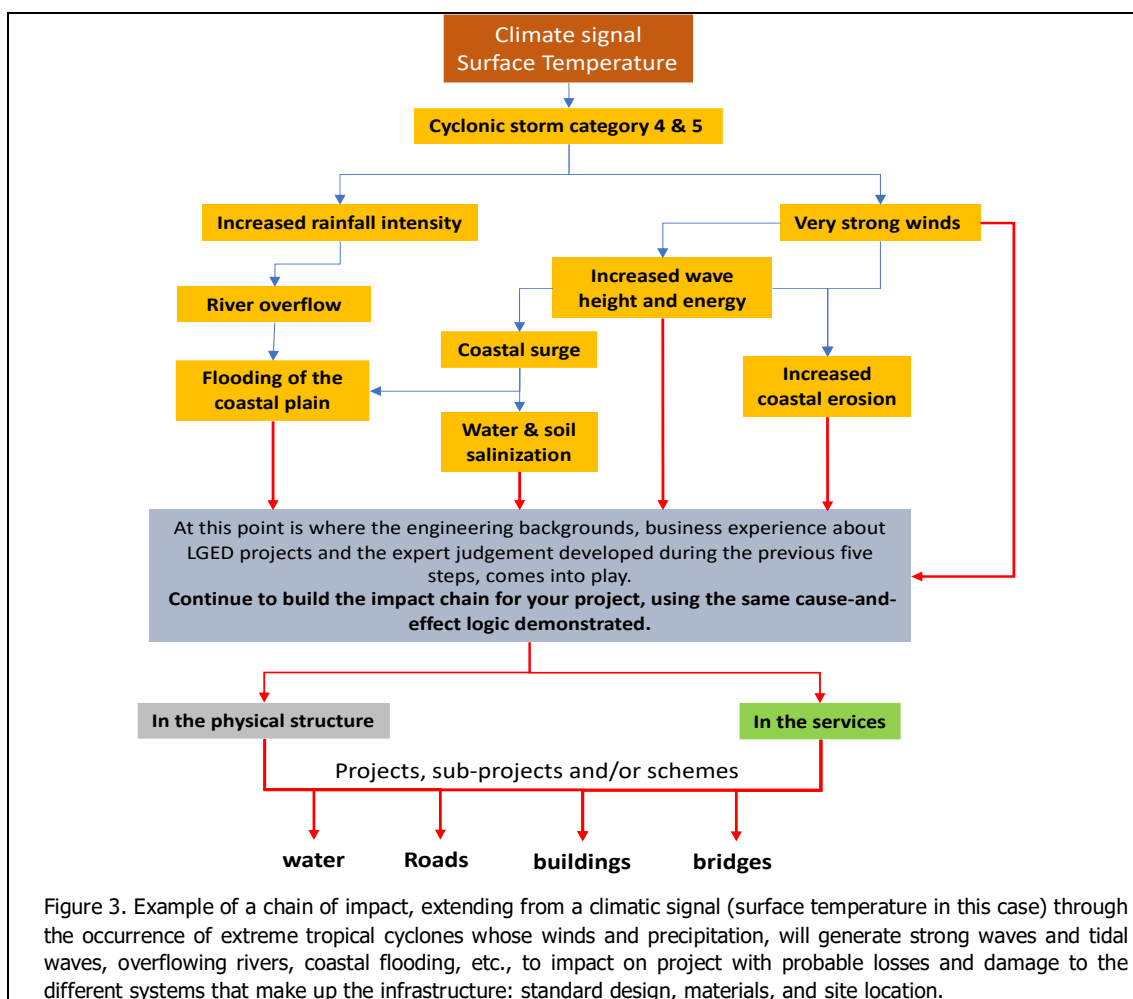 Climate signal
Surface Temperature
Cyclonic storm category 4 & 5
Increased rainfall intensity
Very strong winds
Increased wave
height and energy
River overflow
Coastal surge
Flooding of the
coastal plain
Increased
coastal erosion
Water & soil
salinization
At this point is where the engineering backgrounds, business experience about
LGED projects and the expert judgement developed during the previous five
steps, comes into play.
Continue to build the impact chain for your project, using the same cause-and-
effect logic demonstrated.
In the physical structure
In the services
Projects, sub-projects and/or schemes
water
Roads
buildings
bridges
Figure 3. Example of a chain of impact, extending from a climatic signal (surface temperature in this case) through
the occurrence of extreme tropical cyclones whose winds and precipitation, will generate strong waves and tidal
waves, overflowing rivers, coastal flooding, etc., to impact on project with probable losses and damage to the
different systems that make up the infrastructure: standard design, materials, and site location.